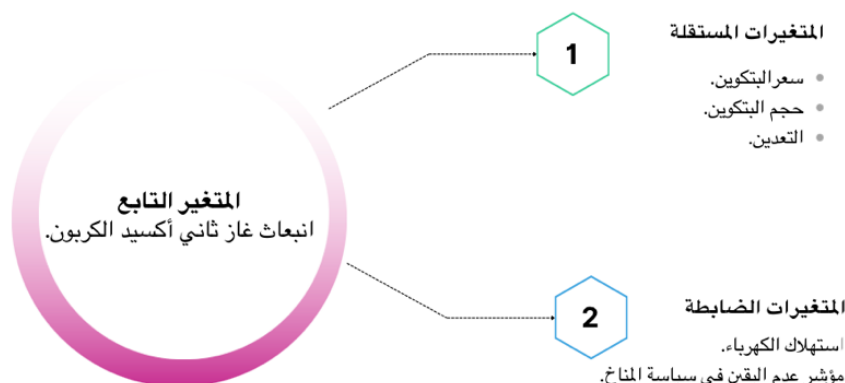 المتغيرات المستقلة
1
سعرالبتكوين.
حجم البتكوين.
التعدين.
المتغير التابع
انبعاث غاز ثاني أكسيد الكربون.
المتغيرات الضابطة
2
استهلاك الكهرباء.
مؤشر عدم اليقين في سياسة المناخ.